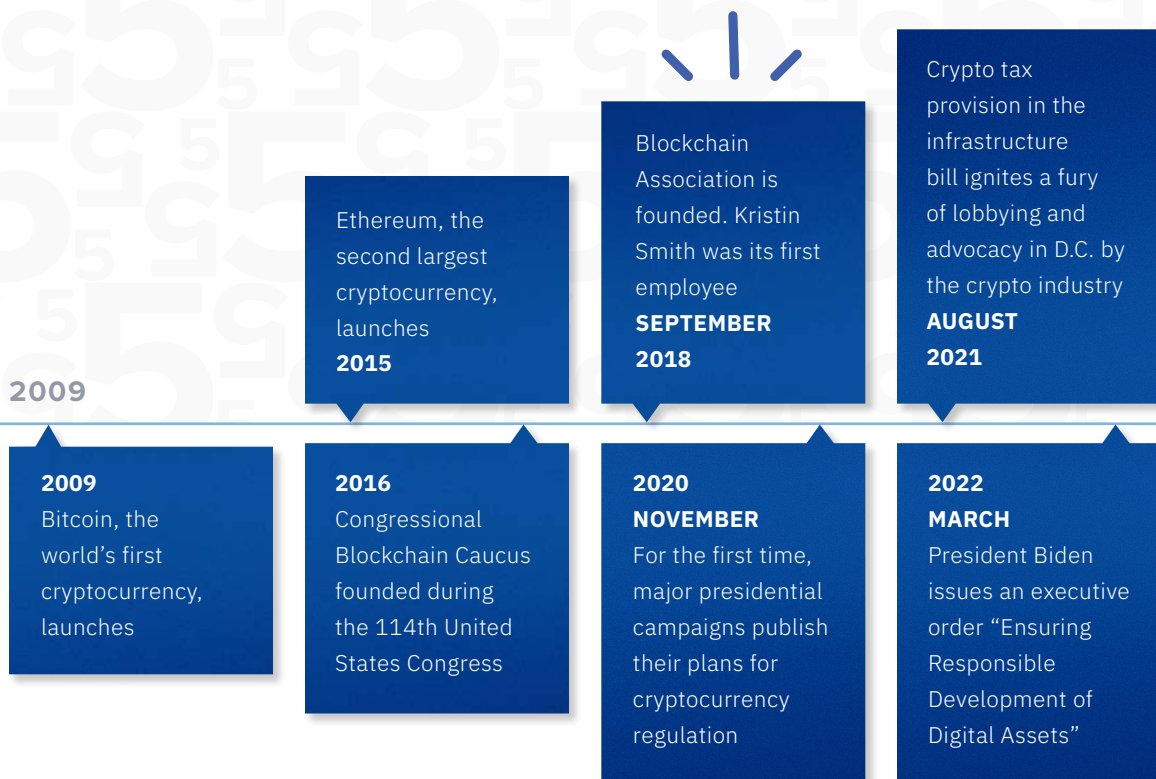 2009
2009
Bitcoin, the
world’s first
cryptocurrency,
launches
Ethereum, the
second largest
cryptocurrency,
launches
2015
2016
Congressional
Blockchain Caucus
founded during
the 114th United
States Congress
Blockchain
Association is
founded. Kristin
Smith was its first
employee
SEPTEMBER
2018
2020
NOVEMBER
For the first time,
major presidential
campaigns publish
their plans for
cryptocurrency
regulation
Crypto tax
provision in the
infrastructure
bill ignites a fury
of lobbying and
advocacy in D.C. by
the crypto industry
AUGUST
2021
2022
MARCH
President Biden
issues an executive
order “Ensuring
Responsible
Development of
Digital Assets”